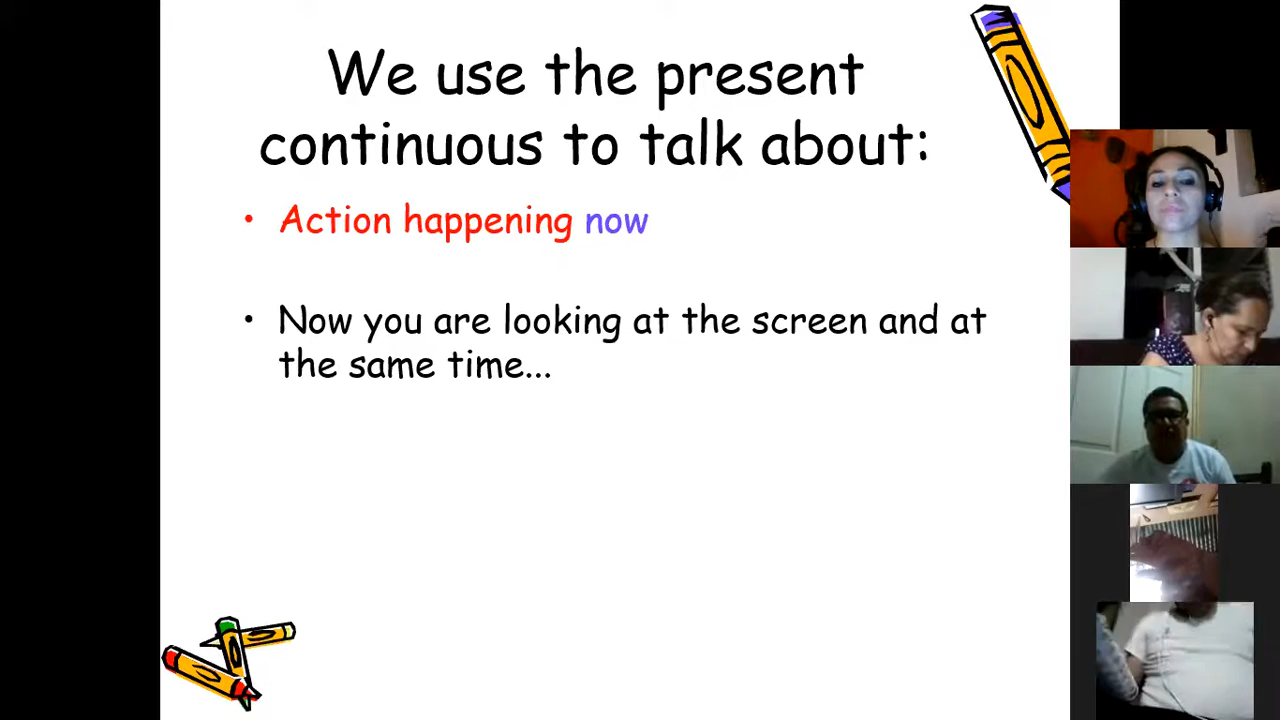 We use the present
continuous to talk about:
• Action happening now
• Now you are looking at the screen and at
the same time...